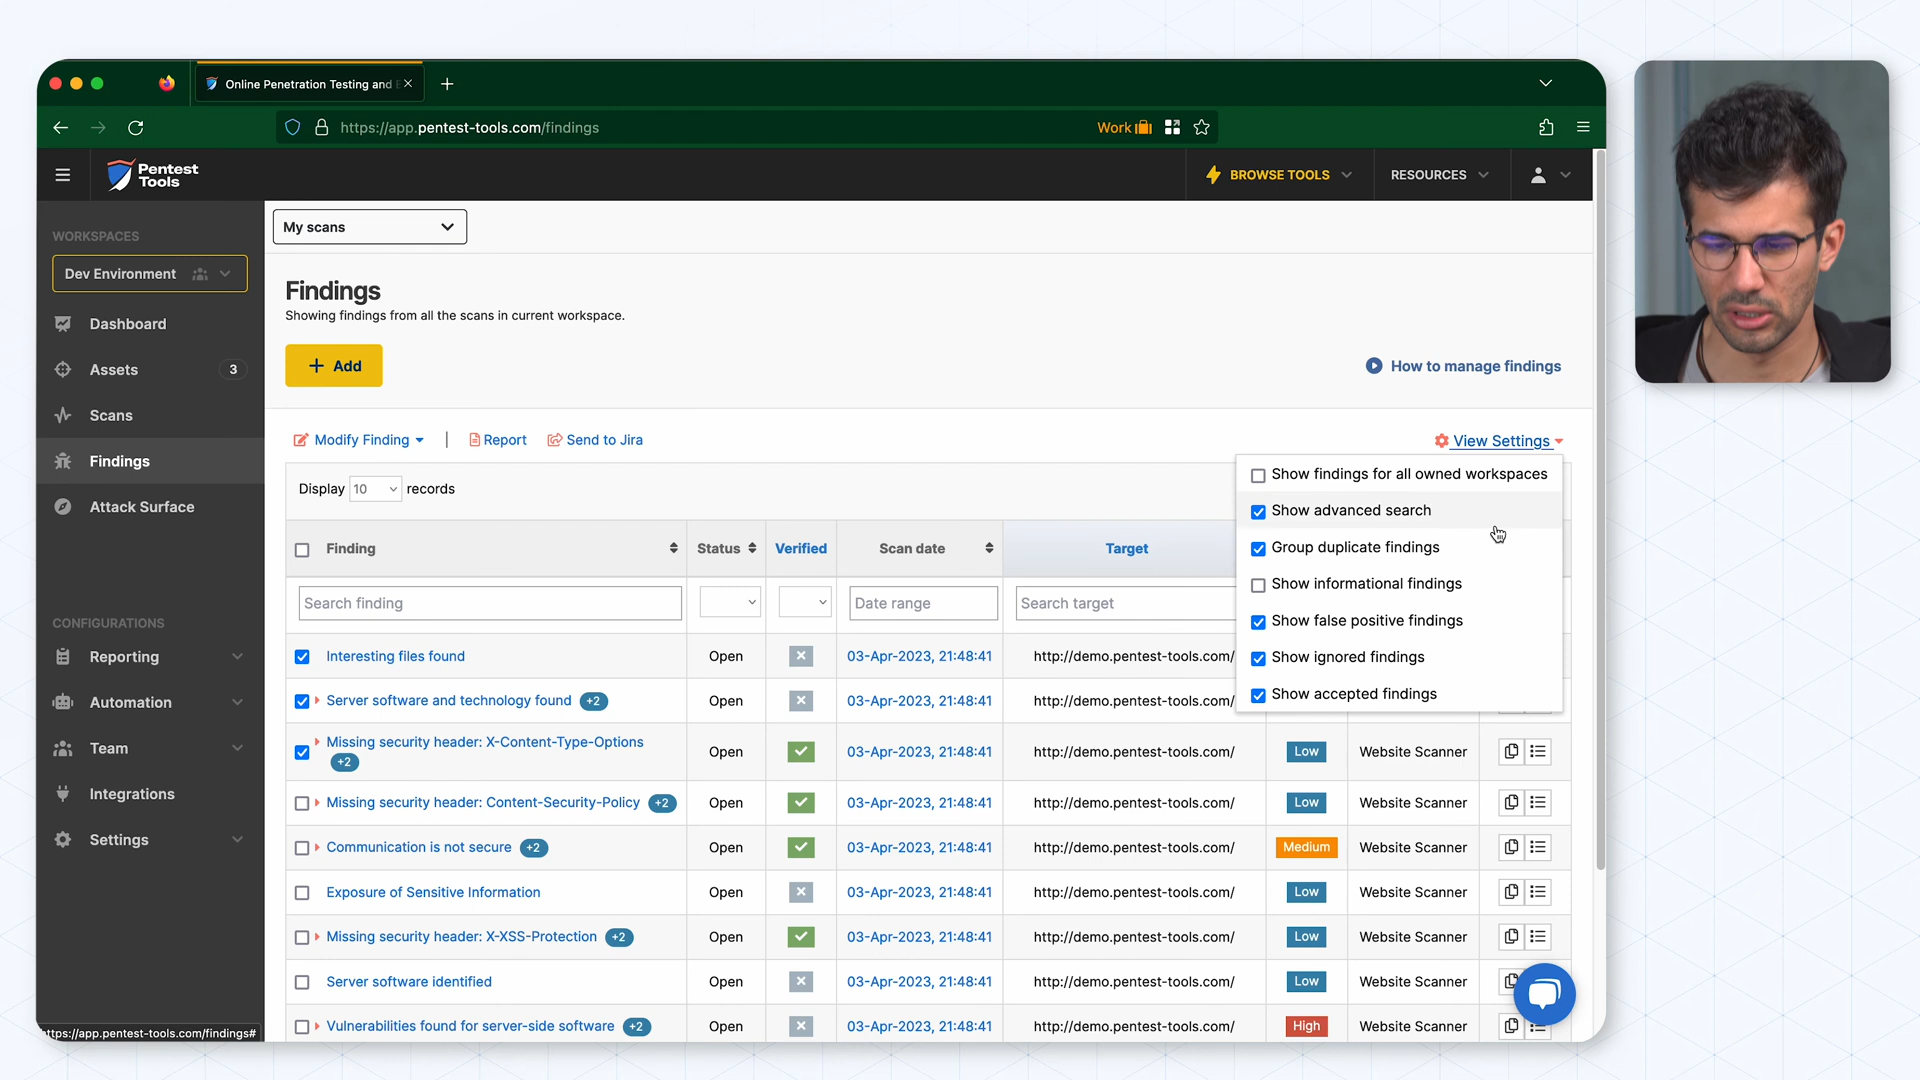 Online Penetration Testing and
https://app.pentest-tools.com/findings
Work
Pentest
Tools
BROWSE TOOLS
RESOURCES
WORKSPACES
My scans
Dev Environment
Dashboard
Assets 3
Scans
Findings
Attack Surface
CONFIGURATIONS
Reporting
Automation
Team
Integrations
Settings
https://app.pentest-tools.com/findings#
Findings
Showing findings from all the scans in current workspace.
+ Add
How to manage findings
Modify Finding | Report Send to Jira
View Settings
Display 10 records
Show findings for all owned workspaces
Show advanced search
Group duplicate findings
Show informational findings
Show false positive findings
Show ignored findings
Show accepted findings
Finding Status Verified Scan date Target
Search finding Date range Search target
Interesting files found Open 03-Apr-2023, 21:48:41 http://demo.pentest-tools.com/
Server software and technology found +2 Open 03-Apr-2023, 21:48:41 http://demo.pentest-tools.com/
Missing security header: X-Content-Type-Options
+2 Open 03-Apr-2023, 21:48:41 http://demo.pentest-tools.com/ Low Website Scanner
Missing security header: Content-Security-Policy +2 Open 03-Apr-2023, 21:48:41 http://demo.pentest-tools.com/ Low Website Scanner
Communication is not secure +2 Open 03-Apr-2023, 21:48:41 http://demo.pentest-tools.com/ Medium Website Scanner
Exposure of Sensitive Information Open 03-Apr-2023, 21:48:41 http://demo.pentest-tools.com/ Low Website Scanner
Missing security header: X-XSS-Protection +2 Open 03-Apr-2023, 21:48:41 http://demo.pentest-tools.com/ Low Website Scanner
Server software identified Open 03-Apr-2023, 21:48:41 http://demo.pentest-tools.com/ Low Website Scanner
Vulnerabilities found for server-side software +2 Open 03-Apr-2023, 21:48:41 http://demo.pentest-tools.com/ High Website Scanner